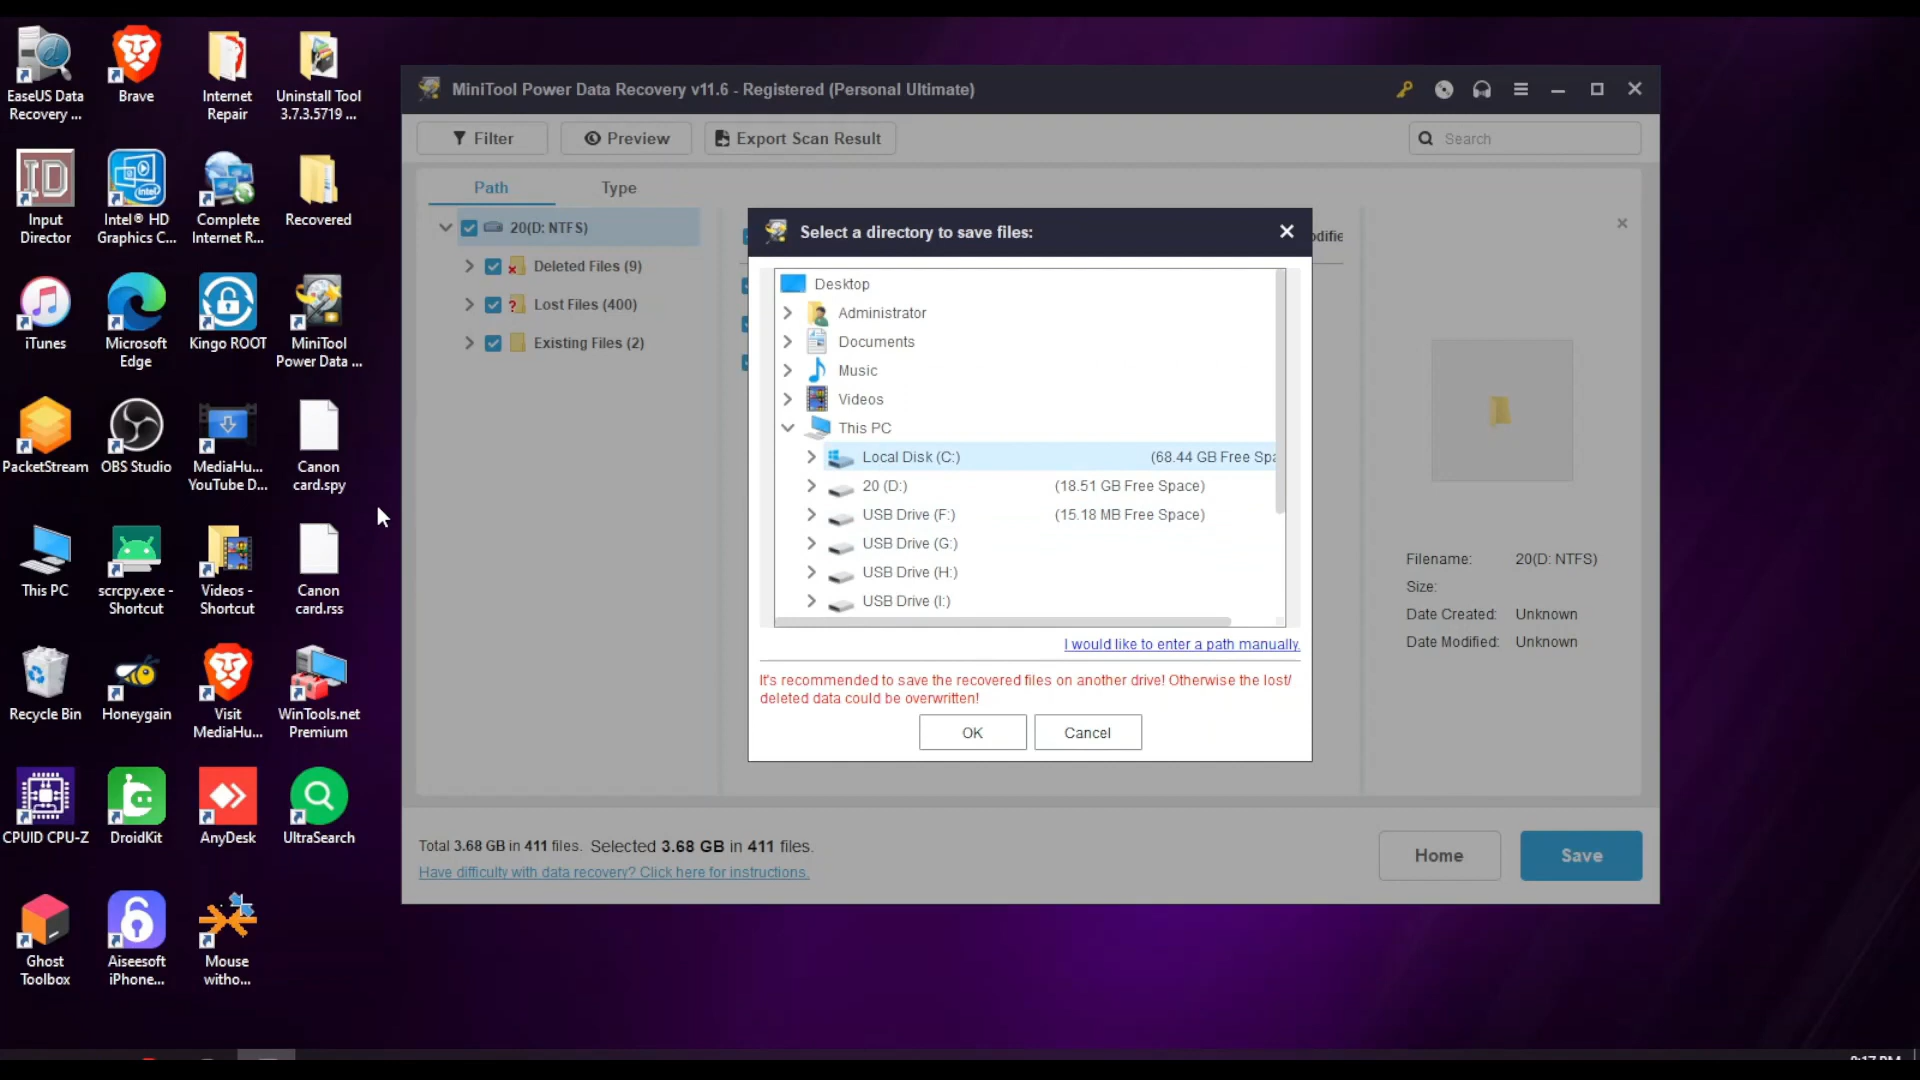 EaseUS Data
Recovery ...
Brave
Internet
Repair
Uninstall Tool
3.7.3.5719 ...
ID
Input
Director
intel
Intel® HD
Graphics C...
Complete
Internet R...
Recovered
iTunes
Microsoft
Edge
Kingo ROOT
MiniTool
Power Data ...
PacketStream
OBS Studio
MediaHu...
YouTube D...
Canon
card.spy
This PC
scrcpy.exe -
Shortcut
Videos -
Shortcut
Canon
card.rss
Recycle Bin
Honeygain
Visit
MediaHu...
WinTools.net
Premium
CPUID CPU-Z
DroidKit
AnyDesk
UltraSearch
Ghost
Toolbox
Aiseesoft
iPhone...
Mouse
witho...
MiniTool Power Data Recovery v11.6 - Registered (Personal Ultimate)
Filter
Preview
Export Scan Result
Search
Path
Type
20(D: NTFS)
Deleted Files (9)
Lost Files (400)
Existing Files (2)
odifie
Select a directory to save files:
Desktop
Administrator
Documents
Music
Videos
This PC
Local Disk (C:) (68.44 GB Free Spa
20 (D:) (18.51 GB Free Space)
USB Drive (F:) (15.18 MB Free Space)
USB Drive (G:)
USB Drive (H:)
USB Drive (I:)
I would like to enter a path manually.
It's recommended to save the recovered files on another drive! Otherwise the lost/
deleted data could be overwritten!
OK
Cancel
Filename: 20(D: NTFS)
Size:
Date Created: Unknown
Date Modified: Unknown
Total 3.68 GB in 411 files. Selected 3.68 GB in 411 files.
Have difficulty with data recovery? Click here for instructions.
Home
Save